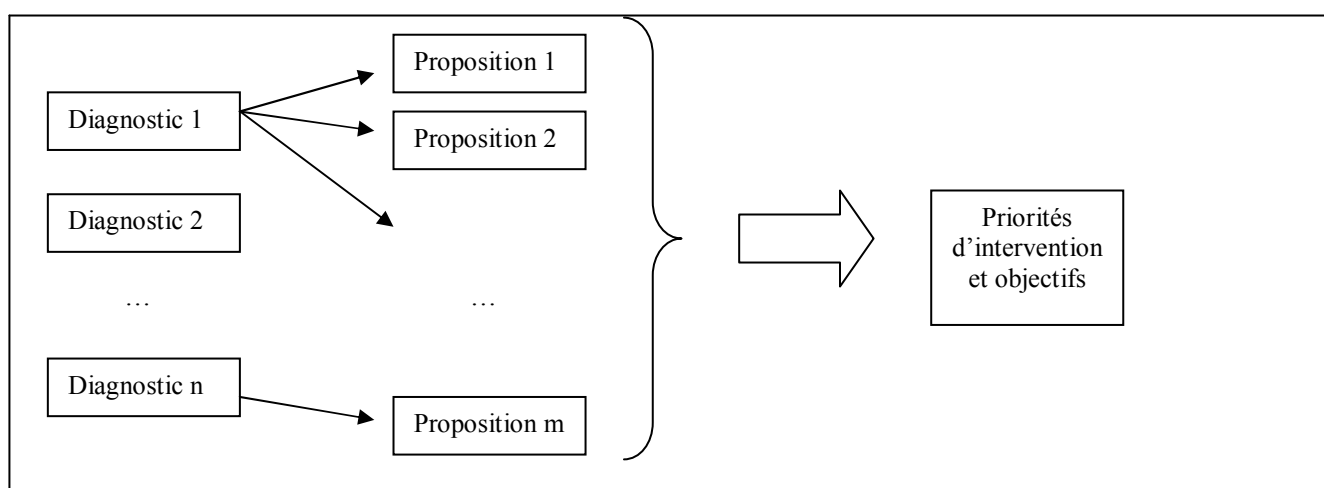 Diagnostic 1
Diagnostic 2
…
Diagnostic n
Proposition 1
Proposition 2
…
Proposition m
Priorités
d’intervention
et objectifs